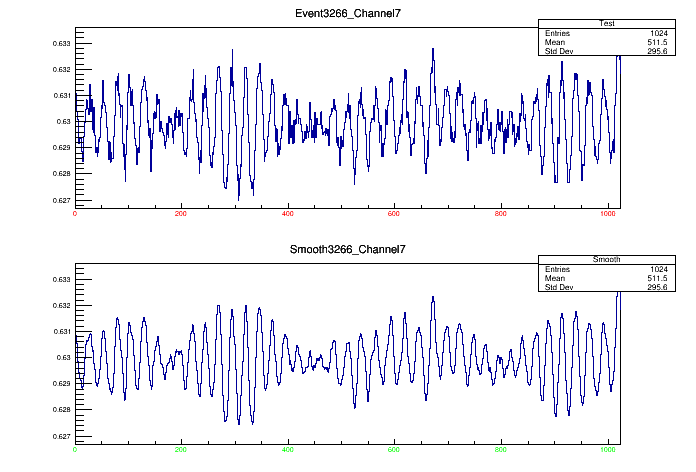 Event3266_Channel7
Test
Entries 1024
Mean 511.5
Std Dev 295.6
0.633
0.632
0.631
0.63
0.629
0.628
0.627
0 200 400 600 800 1000
Smooth3266_Channel7
Smooth
Entries 1024
Mean 511.5
Std Dev 295.6
0.633
0.632
0.631
0.63
0.629
0.628
0.627
0 200 400 600 800 1000